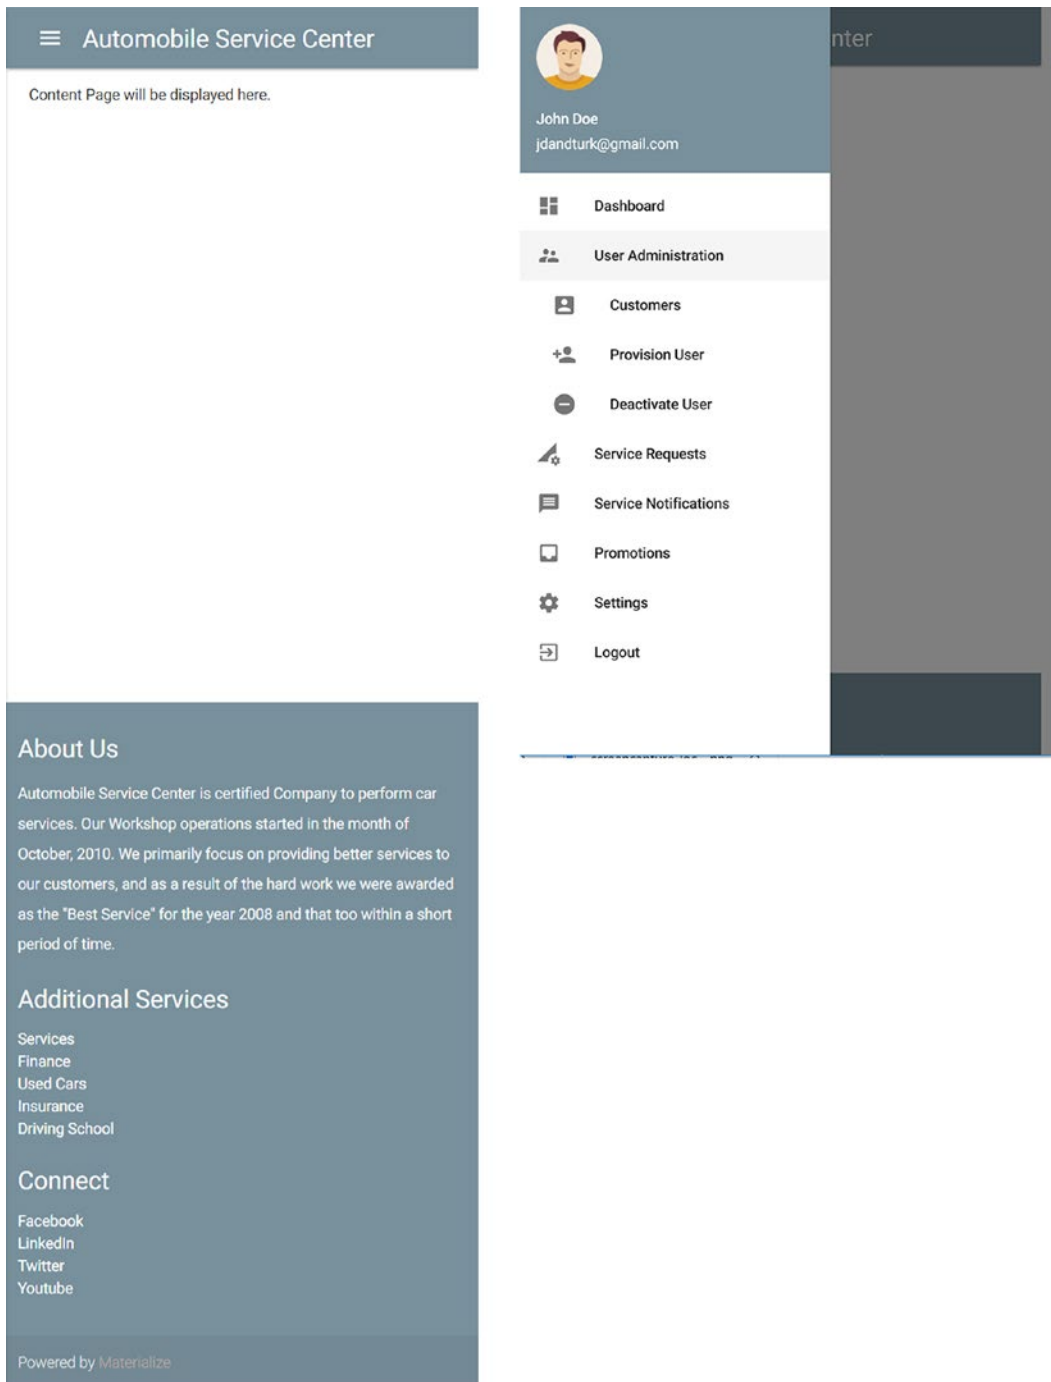 Automobile Service Center
Content Page will be displayed here.
About Us
Automobile Service Center is certified Company to perform car
services. Our Workshop operations started in the month of
October, 2010. We primarily focus on providing better services to
our customers, and as a result of the hard work we were awarded
as the "Best Service" for the year 2008 and that too within a short
period of time.
Additional Services
Services
Finance
Used Cars
Insurance
Driving School
Connect
Facebook
LinkedIn
Twitter
Youtube
Powered by Materialize
nter
John Doe
jdandturk@gmail.com
Dashboard
User Administration
Customers
Provision User
Deactivate User
Service Requests
Service Notifications
Promotions
Settings
Logout